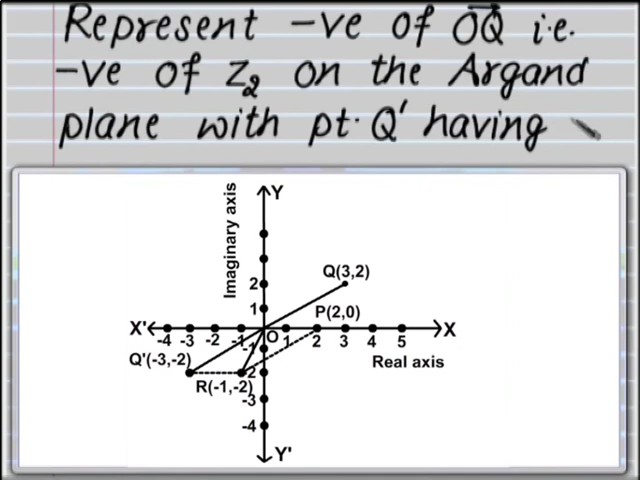 Represent -ve of OQ i.e.
-ve of z₂ on the Argand
plane with pt. Q' having
Imaginary axis
Y
2
1
Q(3,2)
P(2,0)
X'
-4 -3 -2 -1 O 1 2 3 4 5
X
Real axis
-1
Q'(-3,-2)
-2
R(-1,-2)
-3
-4
Y'